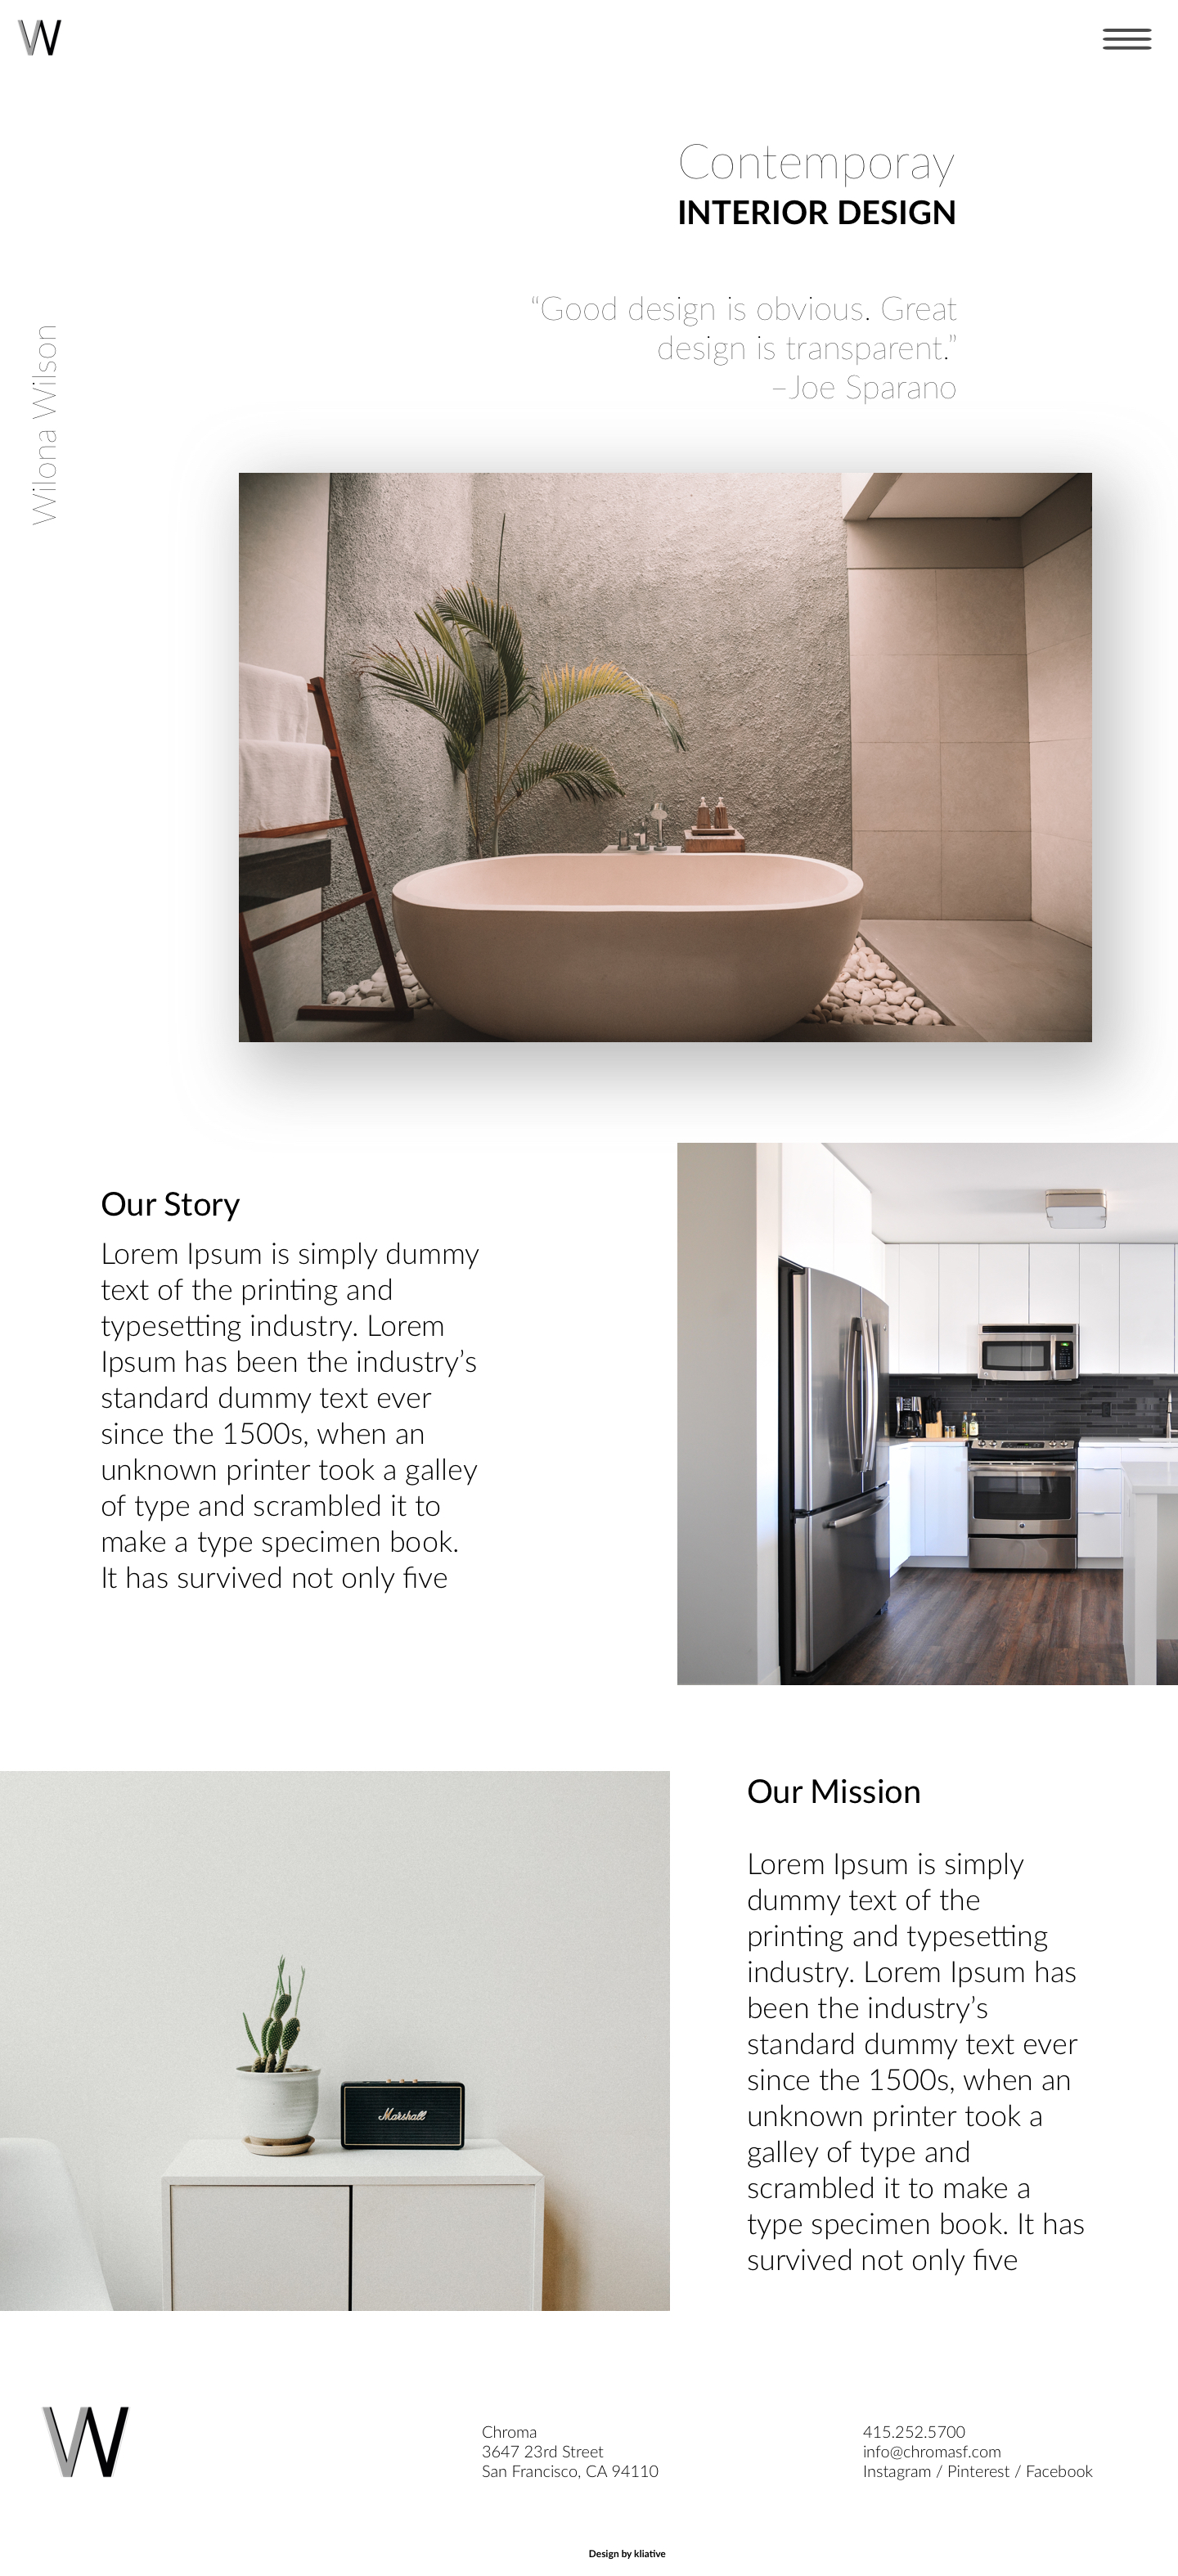 W
Contemporay
INTERIOR DESIGN
“Good design is obvious. Great
design is transparent.”
–Joe Sparano
Wilona Wilson
Our Story
Lorem Ipsum is simply dummy
text of the printing and
typesetting industry. Lorem
Ipsum has been the industry’s
standard dummy text ever
since the 1500s, when an
unknown printer took a galley
of type and scrambled it to
make a type specimen book.
It has survived not only five
Our Mission
Lorem Ipsum is simply
dummy text of the
printing and typesetting
industry. Lorem Ipsum has
been the industry’s
standard dummy text ever
since the 1500s, when an
unknown printer took a
galley of type and
scrambled it to make a
type specimen book. It has
survived not only five
Marshall
W
Chroma
3647 23rd Street
San Francisco, CA 94110
415.252.5700
info@chromasf.com
Instagram / Pinterest / Facebook
Design by kliative